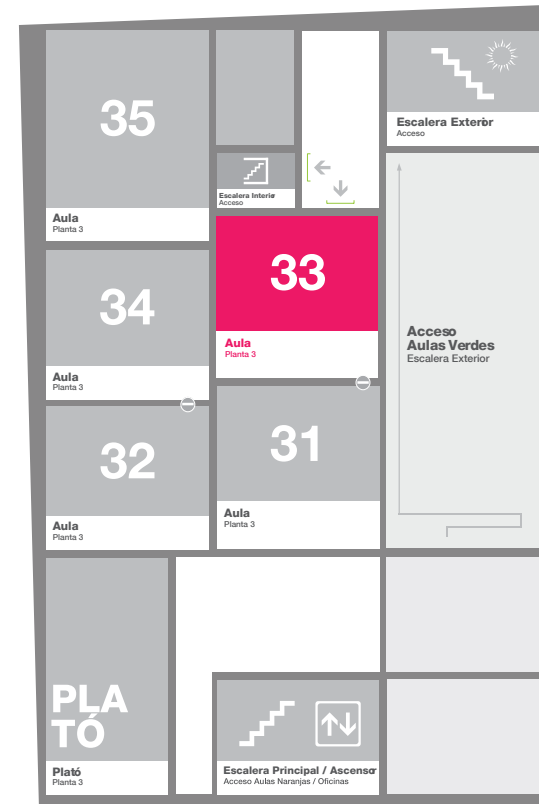 35
Aula
Planta 3
Escalera Interior
Acceso
Escalera Exterior
Acceso
34
Aula
Planta 3
33
Aula
Planta 3
Acceso
Aulas Verdes
Escalera Exterior
32
Aula
Planta 3
31
Aula
Planta 3
PLA
TÓ
Plató
Planta 3
Escalera Principal / Ascensor
Acceso Aulas Naranjas / Oficinas